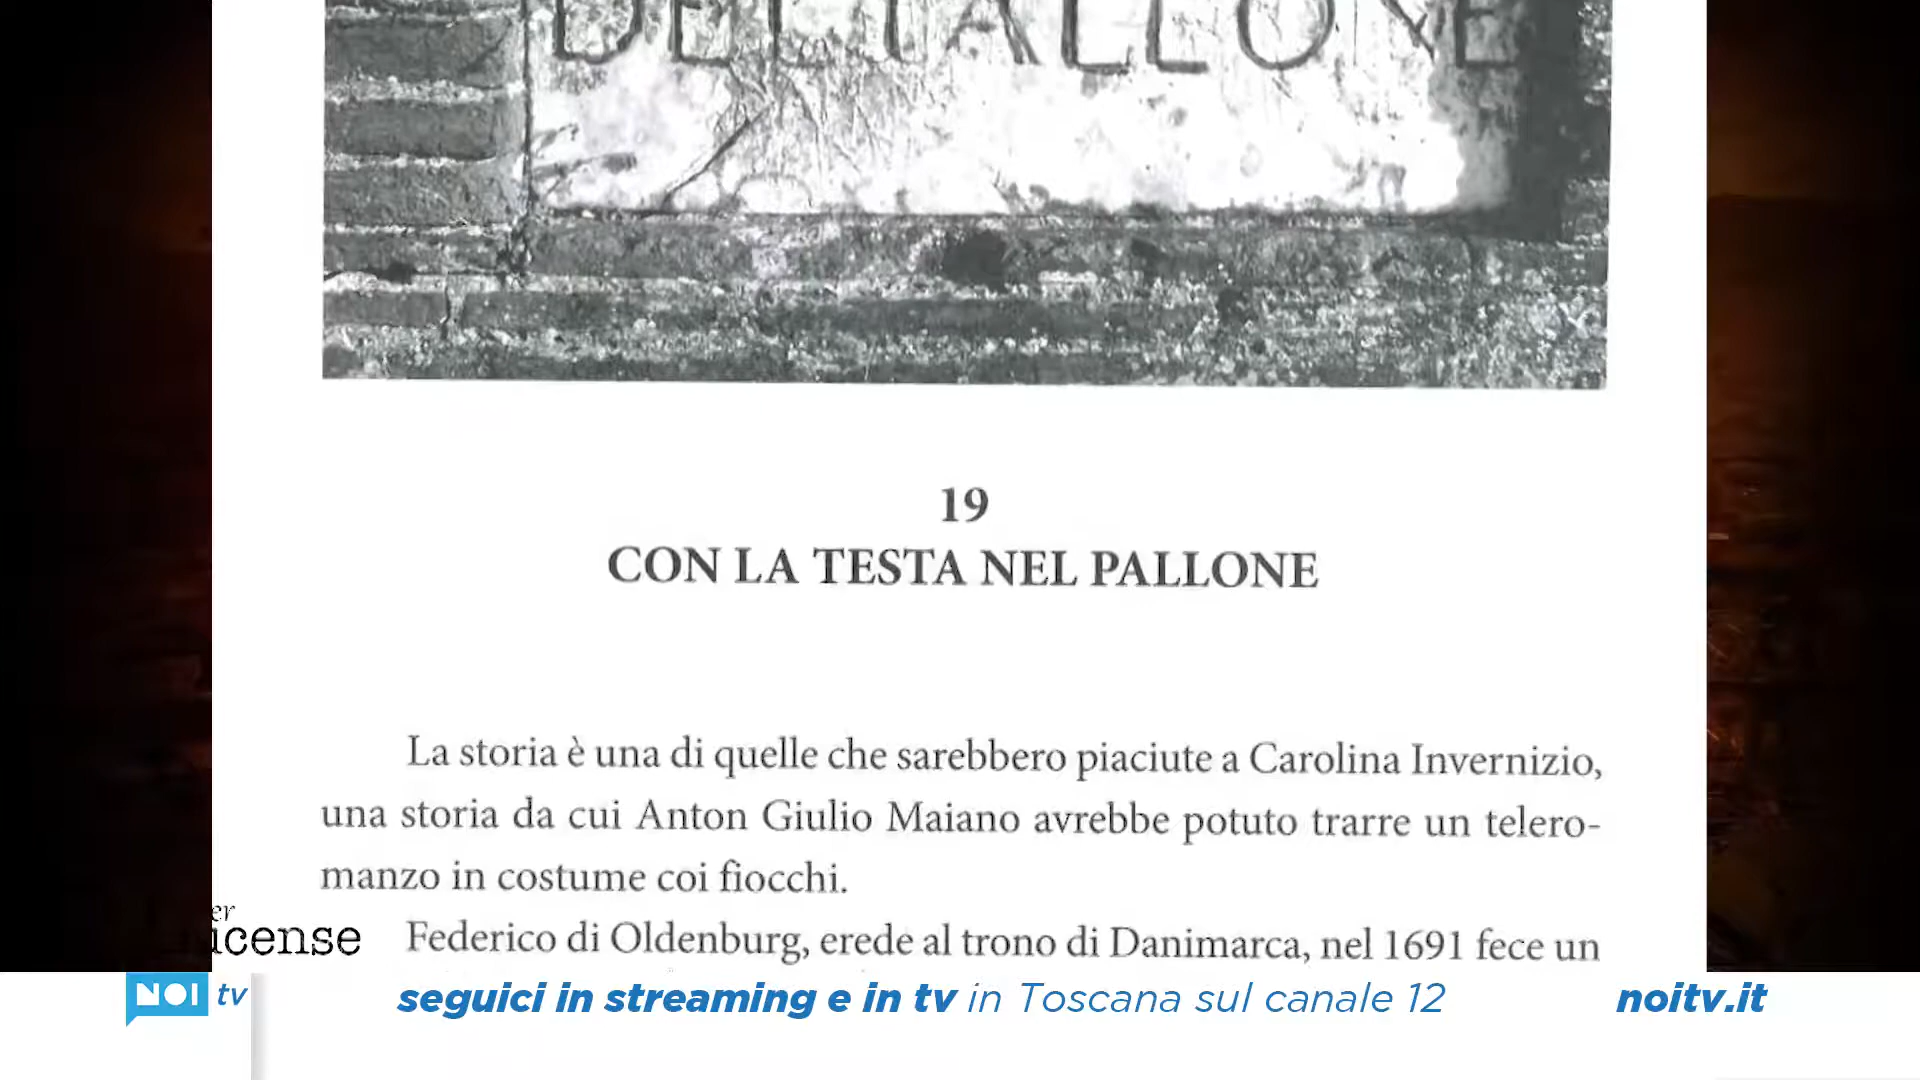 DEL PALLONE
19
CON LA TESTA NEL PALLONE
La storia è una di quelle che sarebbero piaciute a Carolina Invernizio,
una storia da cui Anton Giulio Maiano avrebbe potuto trarre un telero-
manzo in costume coi fiocchi.
Federico di Oldenburg, erede al trono di Danimarca, nel 1691 fece un
NOI tv
seguici in streaming e in tv in Toscana sul canale 12
noitv.it